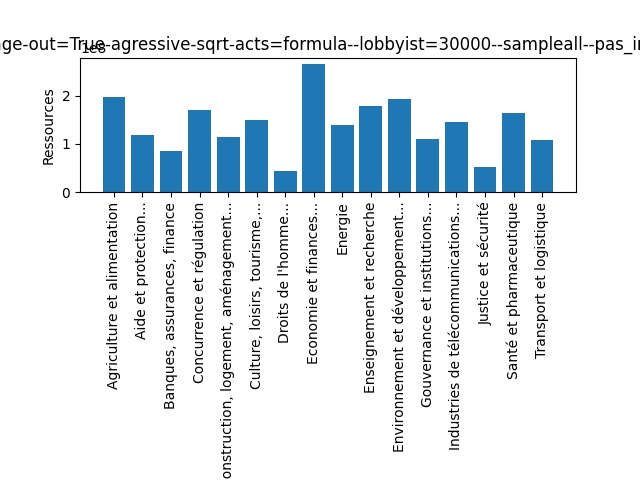 ge-out=True-agressive-sqrt-acts=formula--lobbyist=30000--sampleall--pas_i
1e8
Ressources
2
1
0
Agriculture et alimentation
Aide et protection...
Banques, assurances, finance
Concurrence et régulation
onstruction, logement, aménagement...
Culture, loisirs, tourisme,...
Droits de l'homme...
Economie et finances...
Energie
Enseignement et recherche
Environnement et développement...
Gouvernance et institutions...
Industries de télécommunications...
Justice et sécurité
Santé et pharmaceutique
Transport et logistique